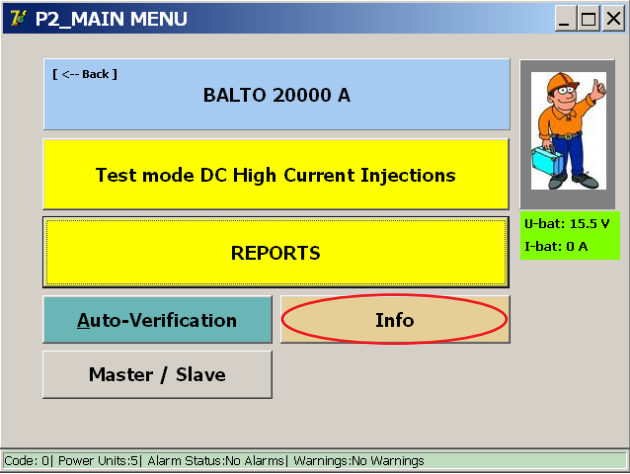 P2_MAIN MENU
[ <-- Back ]
BALTO 20000 A
Test mode DC High Current Injections
U-bat: 15.5 V
I-bat: 0 A
REPORTS
Auto-Verification
Info
Master / Slave
Code: 0| Power Units:5| Alarm Status:No Alarms| Warnings:No Warnings